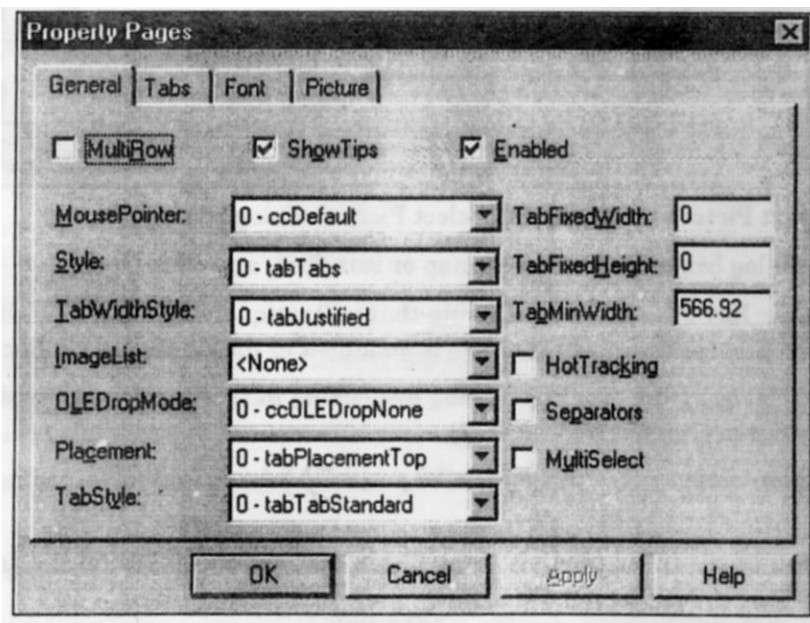 Property Pages
General Tabs Font Picture
MultiRow ShowTips Enabled
MousePointer: 0 - ccDefault TabFixedWidth: 0
Style: 0 - tabTabs TabFixedHeight: 0
TabWidthStyle: 0 - tabJustified TabMinWidth: 566.92
ImageList: <None> HotTracking
OLEDropMode: 0 - ccOLEDropNone Separators
Placement: 0 - tabPlacementTop MultiSelect
TabStyle: 0 - tabTabStandard
OK Cancel Apply Help